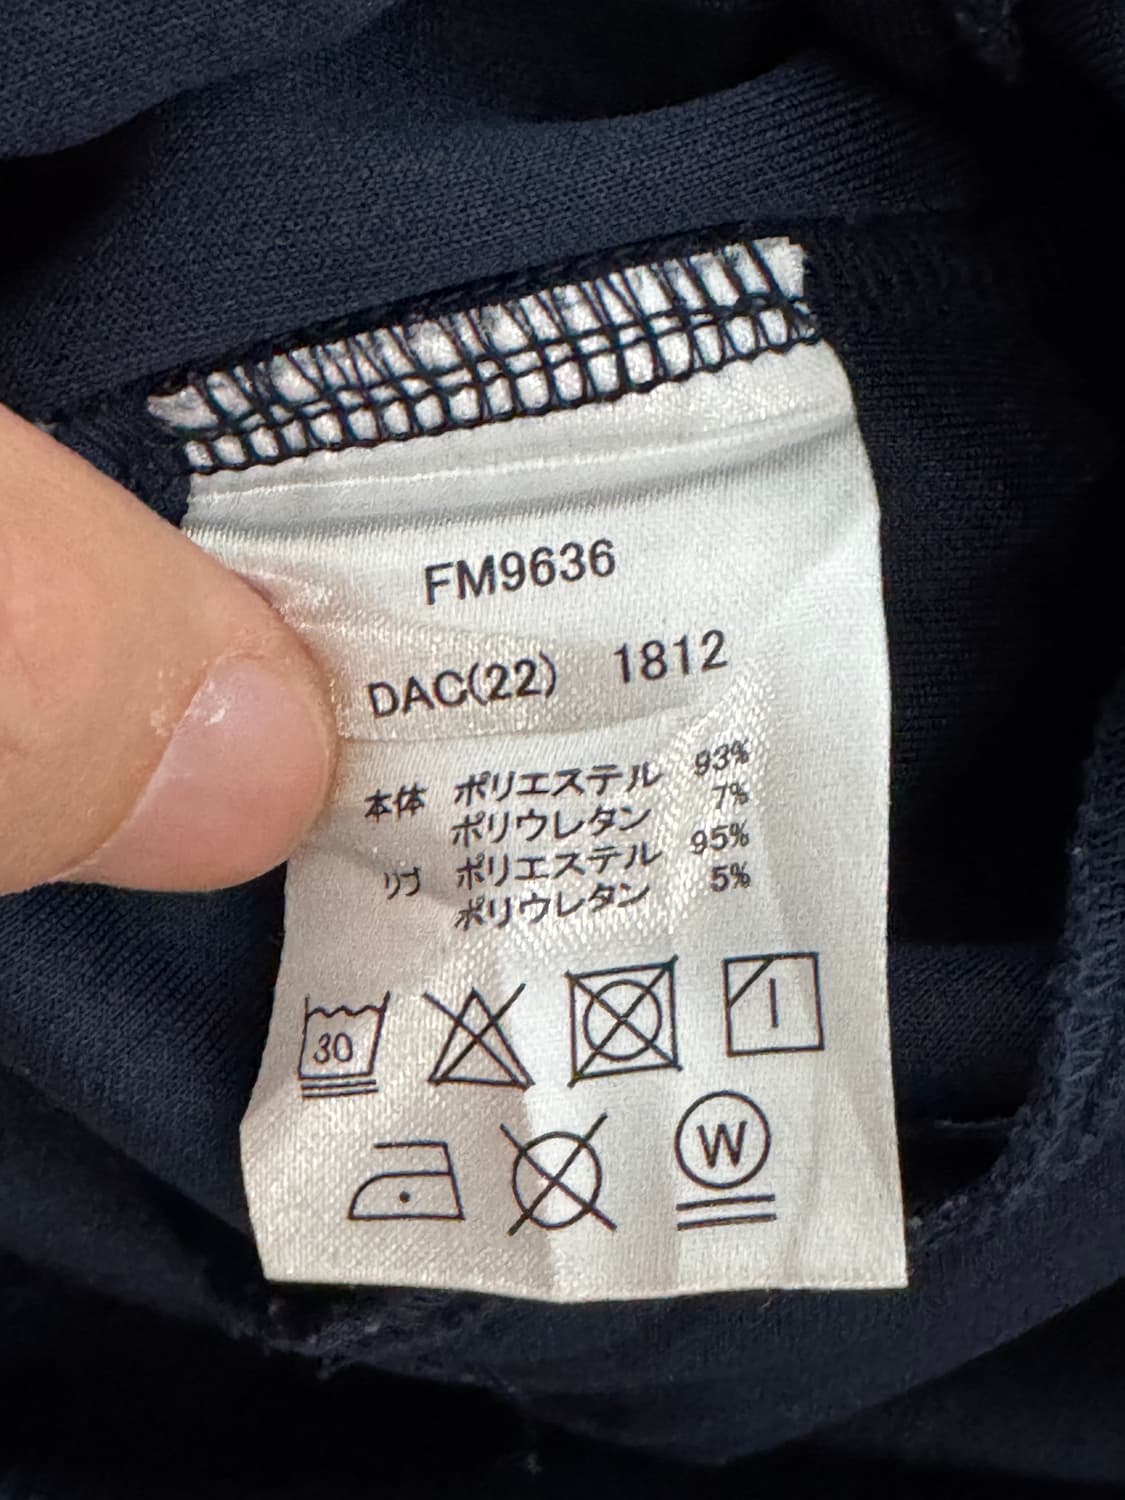 FM9636
DAC(22) 1812
本体 ポリエステル 93%
ポリウレタン 7%
リブ ポリエステル 95%
ポリウレタン 5%
30
W